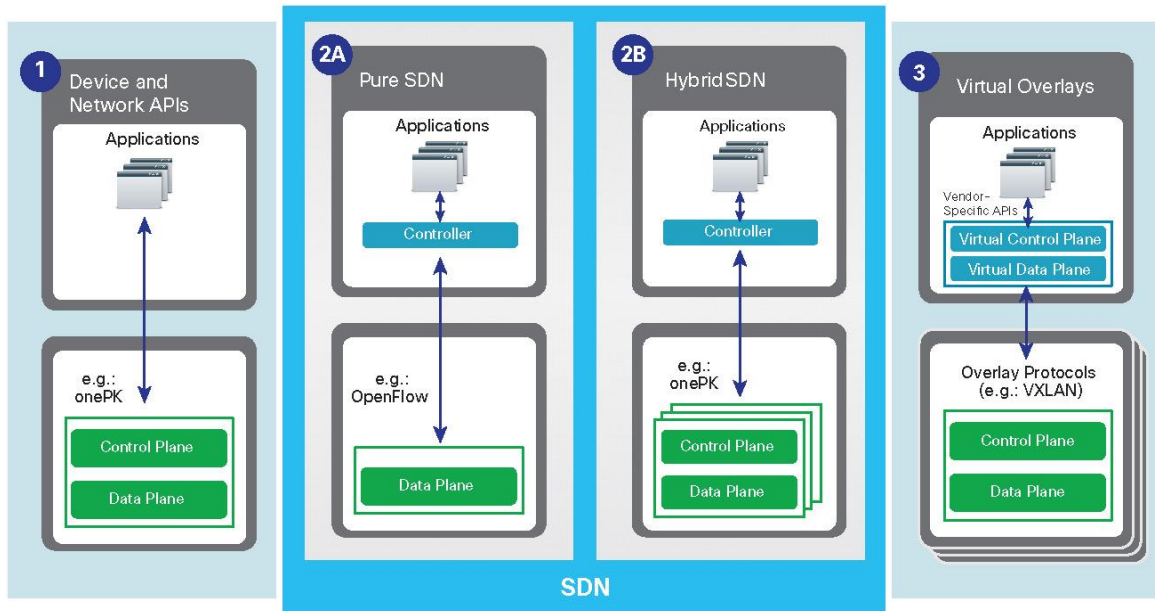 1
Device and
Network APIs
Applications
e.g.:
onePK
Control Plane
Data Plane
2A
Pure SDN
Applications
Controller
e.g.:
OpenFlow
Data Plane
2B
Hybrid SDN
Applications
Controller
e.g.:
onePK
Control Plane
Data Plane
SDN
3
Virtual Overlays
Applications
Vendor-
Specific APIs
Virtual Control Plane
Virtual Data Plane
Overlay Protocols
(e.g.: VXLAN)
Control Plane
Data Plane